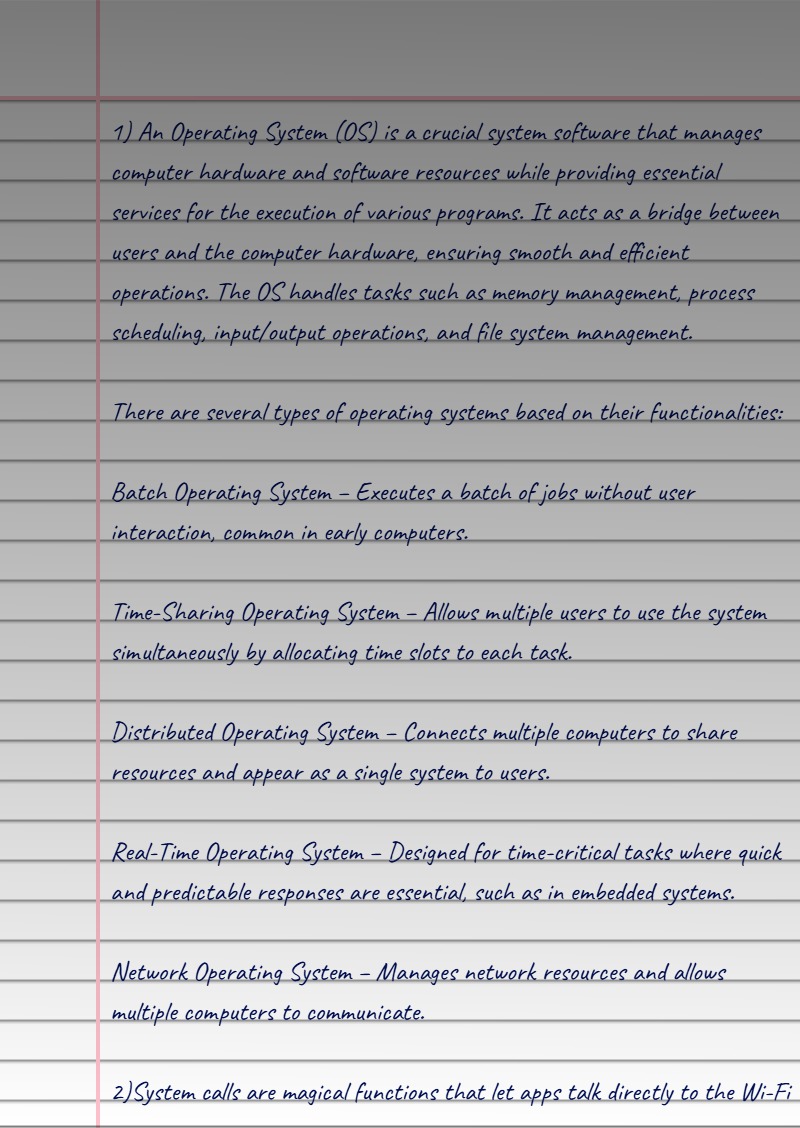 1) An Operating System (OS) is a crucial system software that manages
computer hardware and software resources while providing essential
services for the execution of various programs. It acts as a bridge between
users and the computer hardware, ensuring smooth and efficient
operations. The OS handles tasks such as memory management, process
scheduling, input/output operations, and file system management.
There are several types of operating systems based on their functionalities:
Batch Operating System – Executes a batch of jobs without user
interaction, common in early computers.
Time-Sharing Operating System – Allows multiple users to use the system
simultaneously by allocating time slots to each task.
Distributed Operating System – Connects multiple computers to share
resources and appear as a single system to users.
Real-Time Operating System – Designed for time-critical tasks where quick
and predictable responses are essential, such as in embedded systems.
Network Operating System – Manages network resources and allows
multiple computers to communicate.
2)System calls are magical functions that let apps talk directly to the Wi-Fi